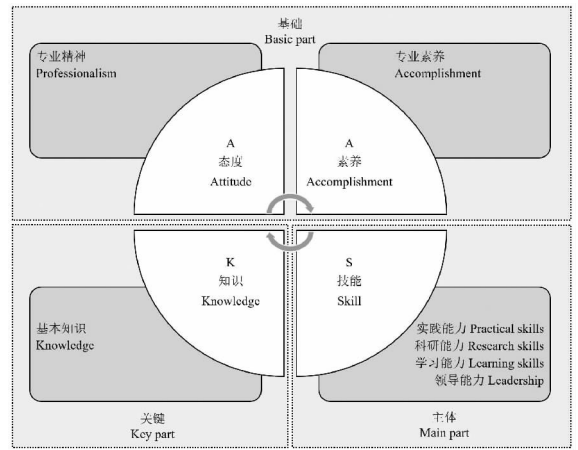 基础
Basic part
专业精神
Professionalism
专业素养
Accomplishment
A
态度
Attitude
A
素养
Accomplishment
K
知识
Knowledge
S
技能
Skill
基本知识
Knowledge
实践能力 Practical skills
科研能力 Research skills
学习能力 Learning skills
领导能力 Leadership
关键
Key part
主体
Main part